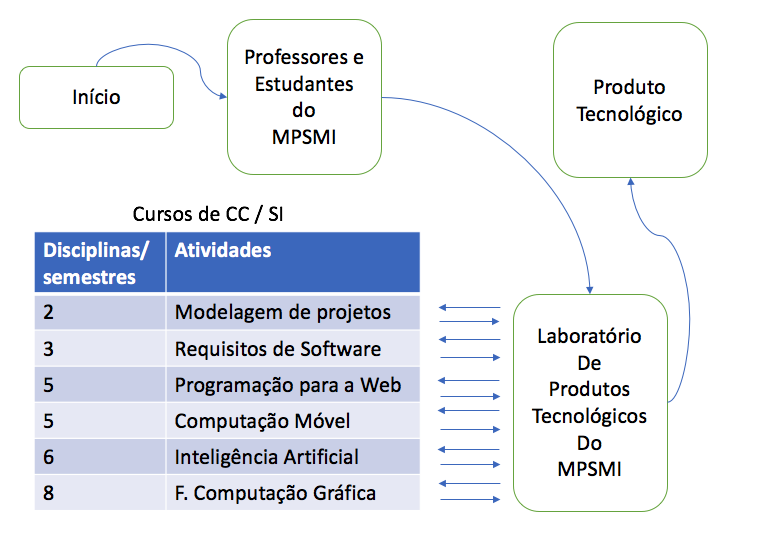 Início
Professores e
Estudantes
do
MPSMI
Produto
Tecnológico
Cursos de CC / SI
Disciplinas/
semestres
Atividades
2 Modelagem de projetos
3 Requisitos de Software
5 Programação para a Web
5 Computação Móvel
6 Inteligência Artificial
8 F. Computação Gráfica
Laboratório
De
Produtos
Tecnológicos
Do
MPSMI